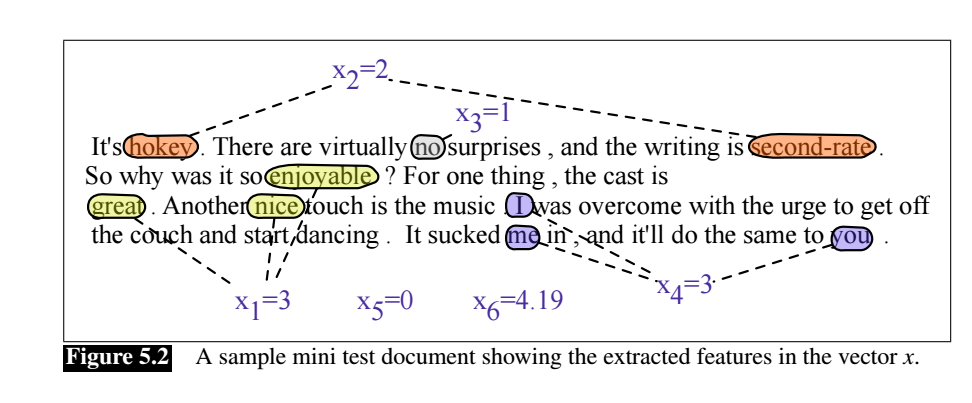 x2=2
x3=1
It's hokey . There are virtually no surprises , and the writing is second-rate .
So why was it so enjoyable ? For one thing , the cast is
great . Another nice touch is the music . I was overcome with the urge to get off
the couch and start dancing . It sucked me in , and it'll do the same to you .
x1=3 x5=0 x6=4.19 x4=3
Figure 5.2 A sample mini test document showing the extracted features in the vector x.